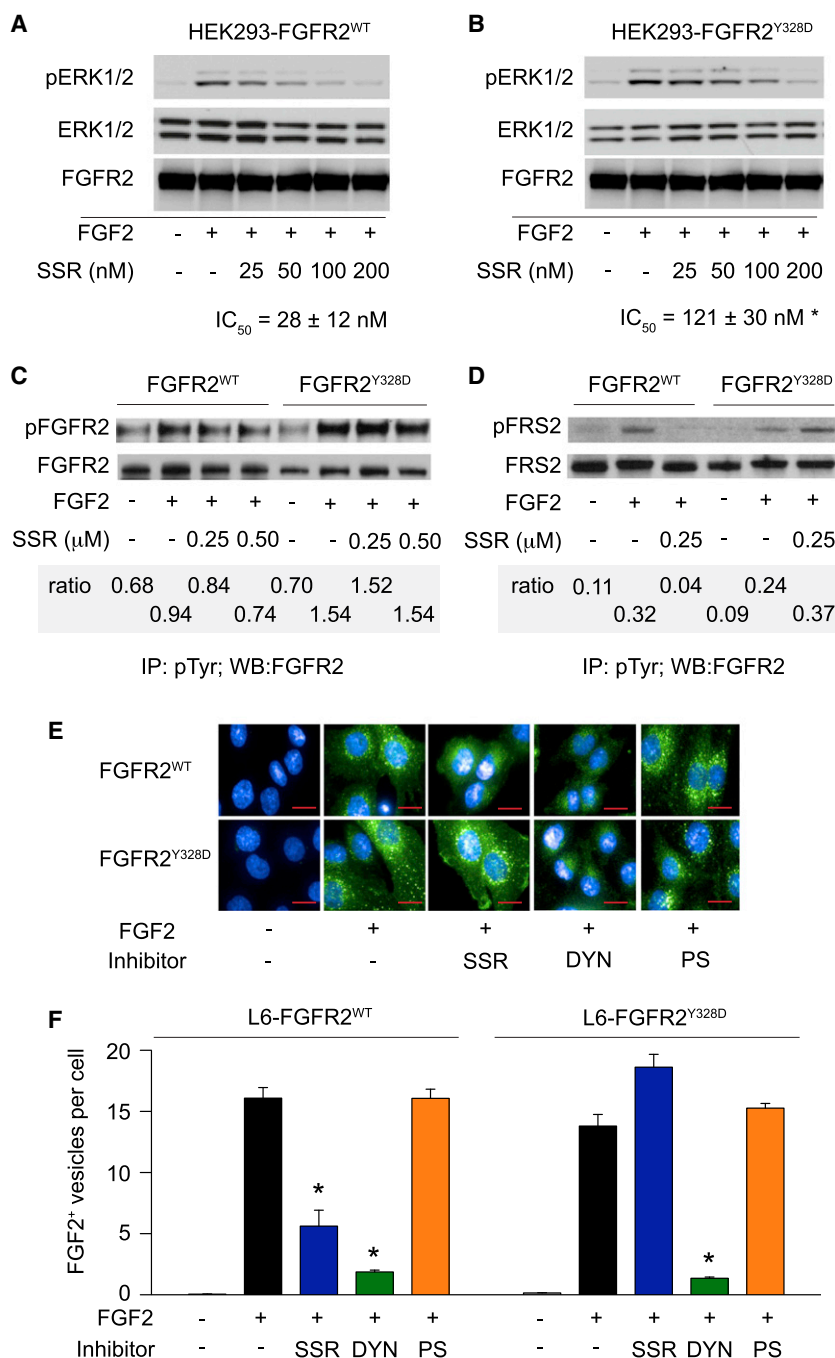 A
HEK293-FGFR2WT
pERK1/2
ERK1/2
FGFR2
FGF2 - + + + + +
SSR (nM) - - 25 50 100 200
IC50 = 28 ± 12 nM
B
HEK293-FGFR2Y328D
pERK1/2
ERK1/2
FGFR2
FGF2 - + + + + +
SSR (nM) - - 25 50 100 200
IC50 = 121 ± 30 nM *
C
FGFR2WT FGFR2Y328D
pFGFR2
FGFR2
FGF2 - + + + - + + +
SSR (μM) - - 0.25 0.50 - - 0.25 0.50
ratio 0.68 0.84 0.70 1.52
0.94 0.74 1.54 1.54
IP: pTyr; WB:FGFR2
D
FGFR2WT FGFR2Y328D
pFRS2
FRS2
FGF2 - + + - + +
SSR (μM) - - 0.25 - - 0.25
ratio 0.11 0.04 0.24
0.32 0.09 0.37
IP: pTyr; WB:FGFR2
E
FGFR2WT
FGFR2Y328D
FGF2 - + + + +
Inhibitor - - SSR DYN PS
F
L6-FGFR2WT L6-FGFR2Y328D
FGF2+ vesicles per cell
20
15
10
5
0
* * *
FGF2 - + + + + - + + + +
Inhibitor - - SSR DYN PS - - SSR DYN PS